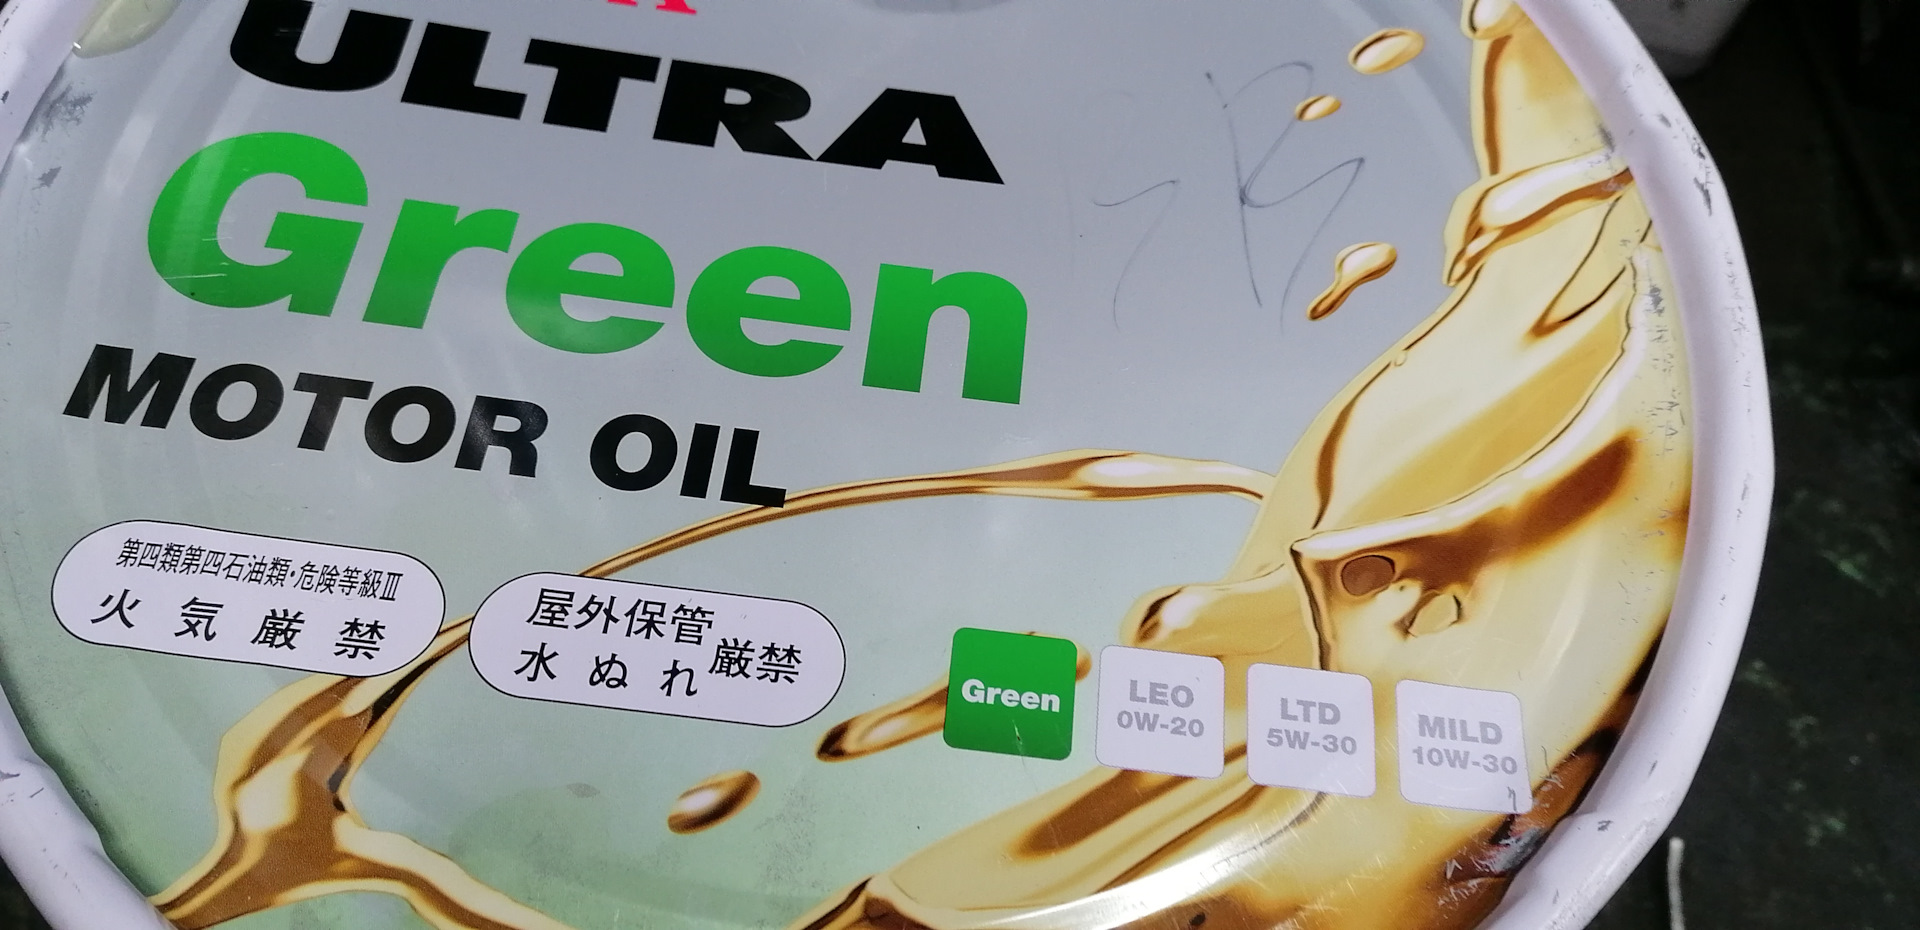 ULTRA
Green
MOTOR OIL
第四類第四石油類・危険等級Ⅲ
火気厳禁
屋外保管
水ぬれ
厳禁
Green
LEO
0W-20
LTD
5W-30
MILD
10W-30